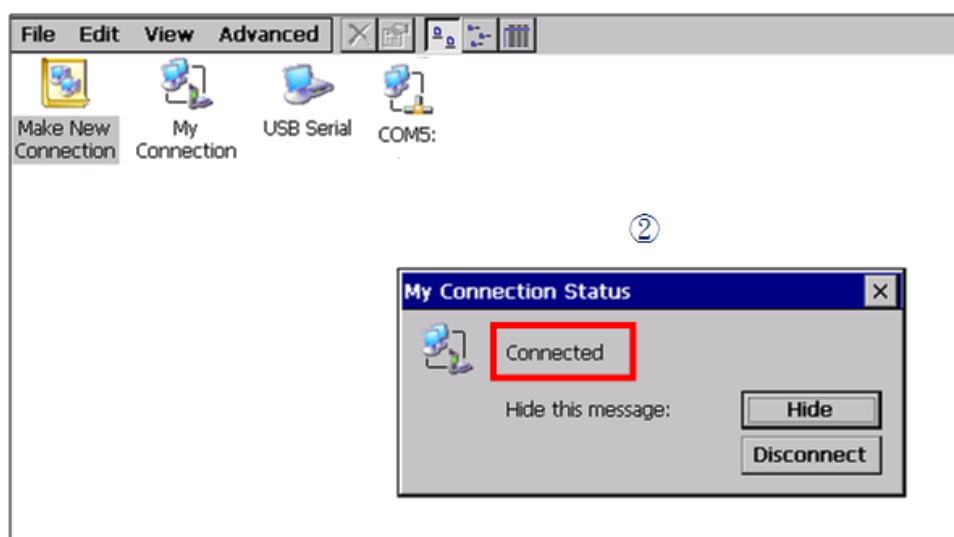 File Edit View Advanced
Make New Connection
My Connection
USB Serial
COM5:
②
My Connection Status
Connected
Hide this message:
Hide
Disconnect